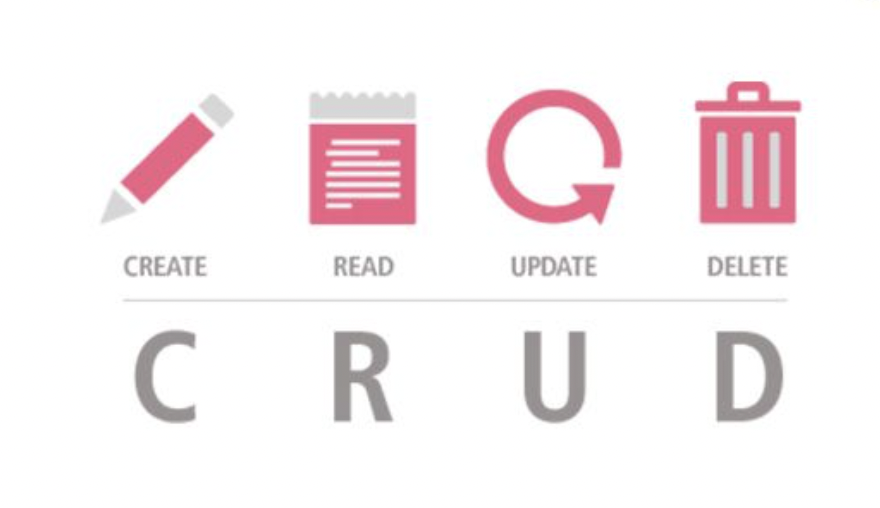 CREATE READ UPDATE DELETE
C R U D